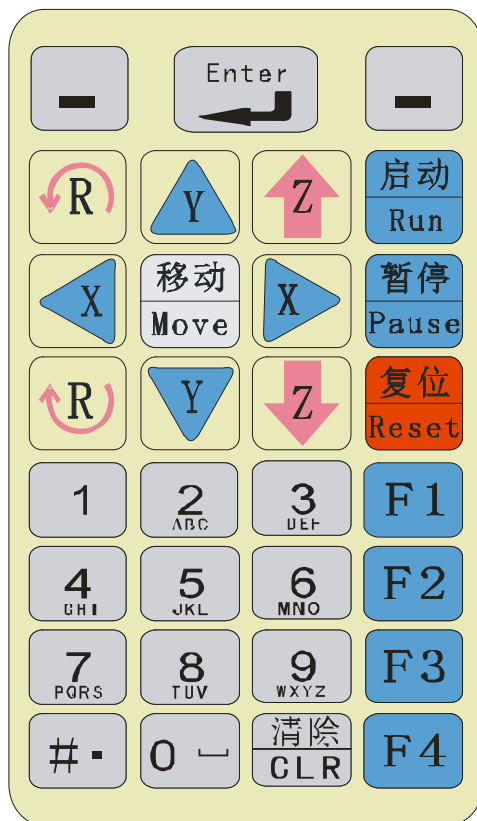 Enter
R Y Z 启动
Run
X 移动 X 暂停
Move Pause
R Y Z 复位
Reset
1 2 3 F1
ABC DEF
4 5 6 F2
GHI JKL MNO
7 8 9 F3
PQRS TUV WXYZ
#· 0 ⎵ 清除 F4
CLR